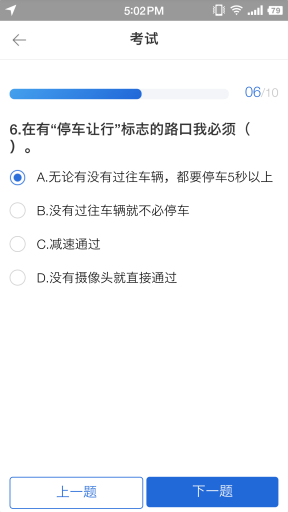 5:02PM
79
考试
06/10
6.在有“停车让行”标志的路口我必须（
）。
A.无论有没有过往车辆，都要停车5秒以上
B.没有过往车辆就不必停车
C.减速通过
D.没有摄像头就直接通过
上一题
下一题